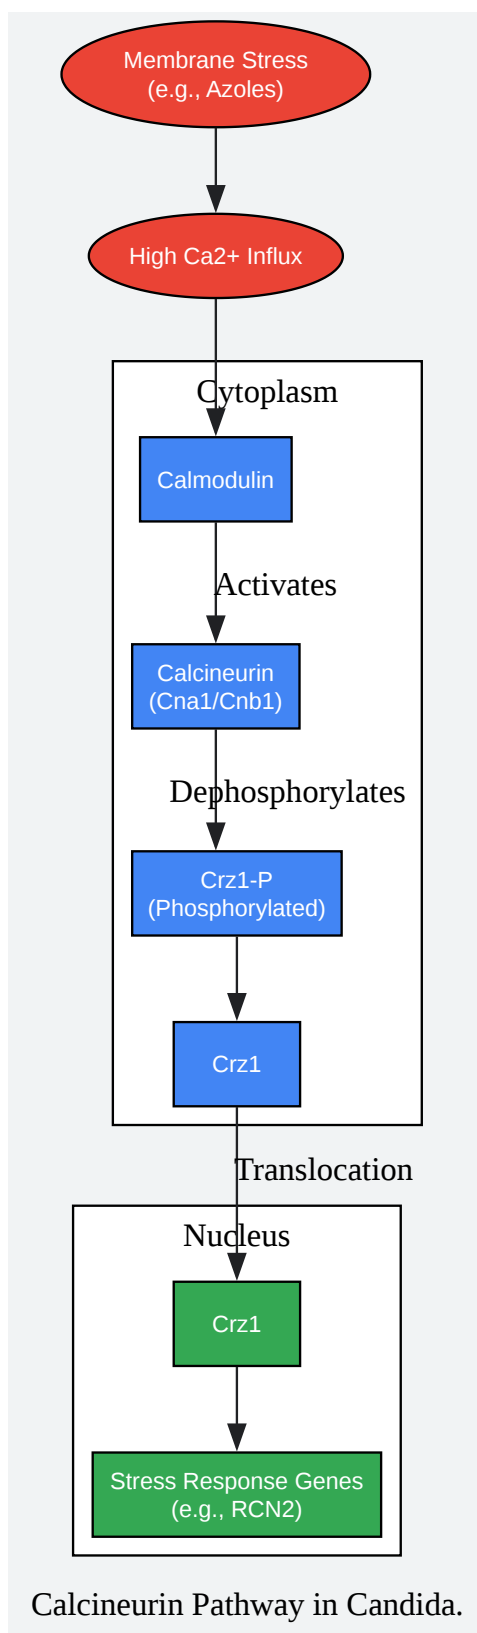 Membrane Stress
(e.g., Azoles)
High Ca2+ Influx
Cytoplasm
Calmodulin
Activates
Calcineurin
(Cna1/Cnb1)
Dephosphorylates
Crz1-P
(Phosphorylated)
Crz1
Translocation
Nucleus
Crz1
Stress Response Genes
(e.g., RCN2)
Calcineurin Pathway in Candida.